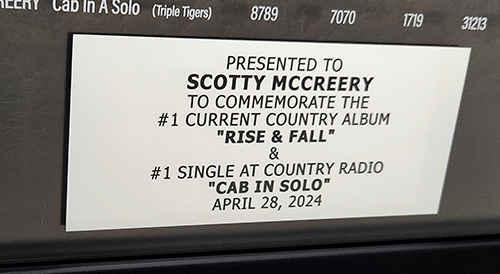 CREERY Cab In A Solo (Triple Tigers) 8789 7070 1719 31213
PRESENTED TO
SCOTTY MCCREERY
TO COMMEMORATE THE
#1 CURRENT COUNTRY ALBUM
"RISE & FALL"
&
#1 SINGLE AT COUNTRY RADIO
"CAB IN SOLO"
APRIL 28, 2024